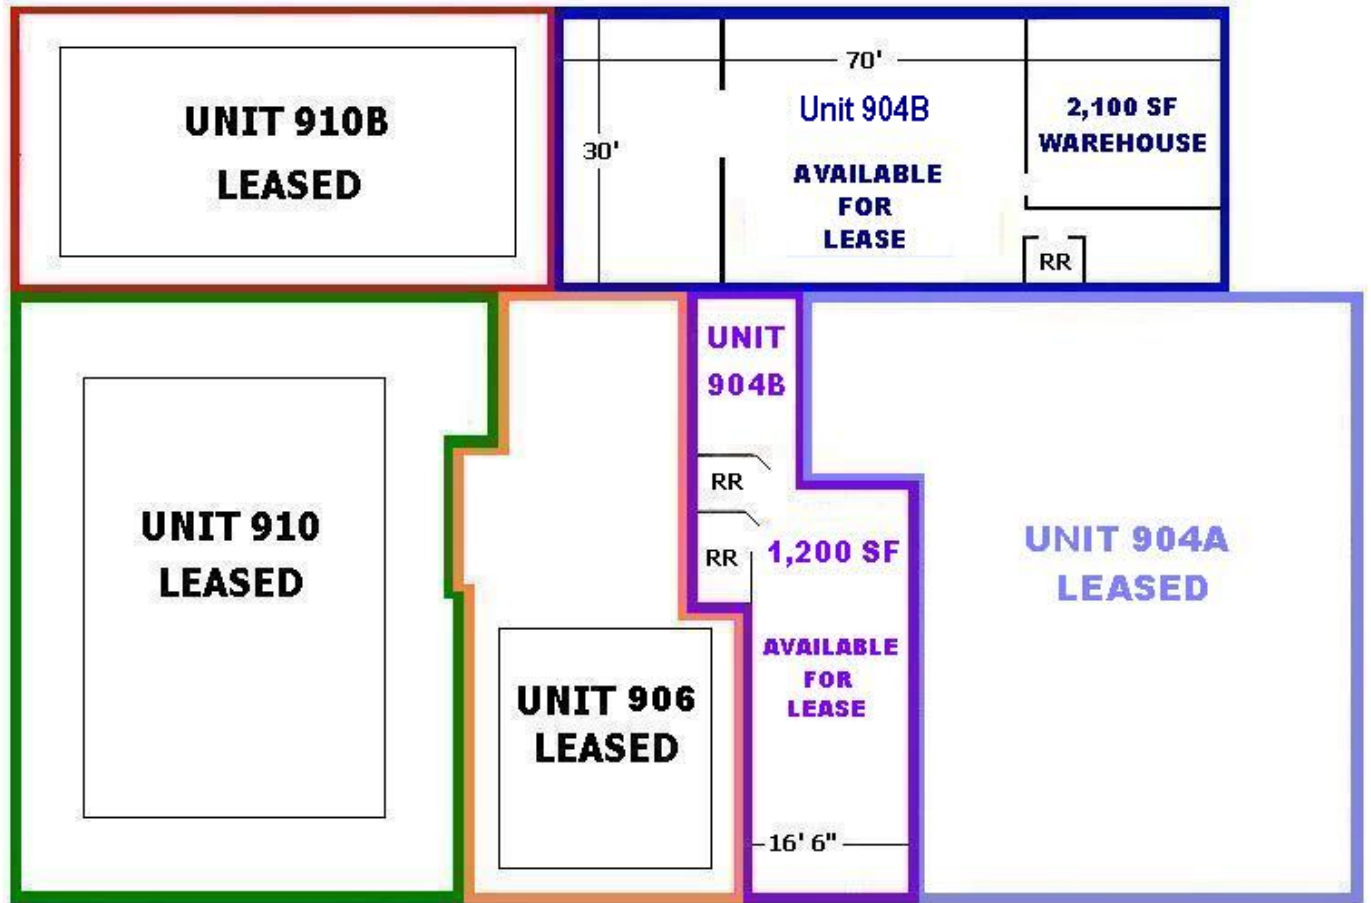 UNIT 910B
LEASED
70'
30'
Unit 904B
AVAILABLE
FOR
LEASE
2,100 SF
WAREHOUSE
RR
UNIT 910
LEASED
UNIT 906
LEASED
UNIT
904B
RR
RR
1,200 SF
AVAILABLE
FOR
LEASE
16' 6"
UNIT 904A
LEASED